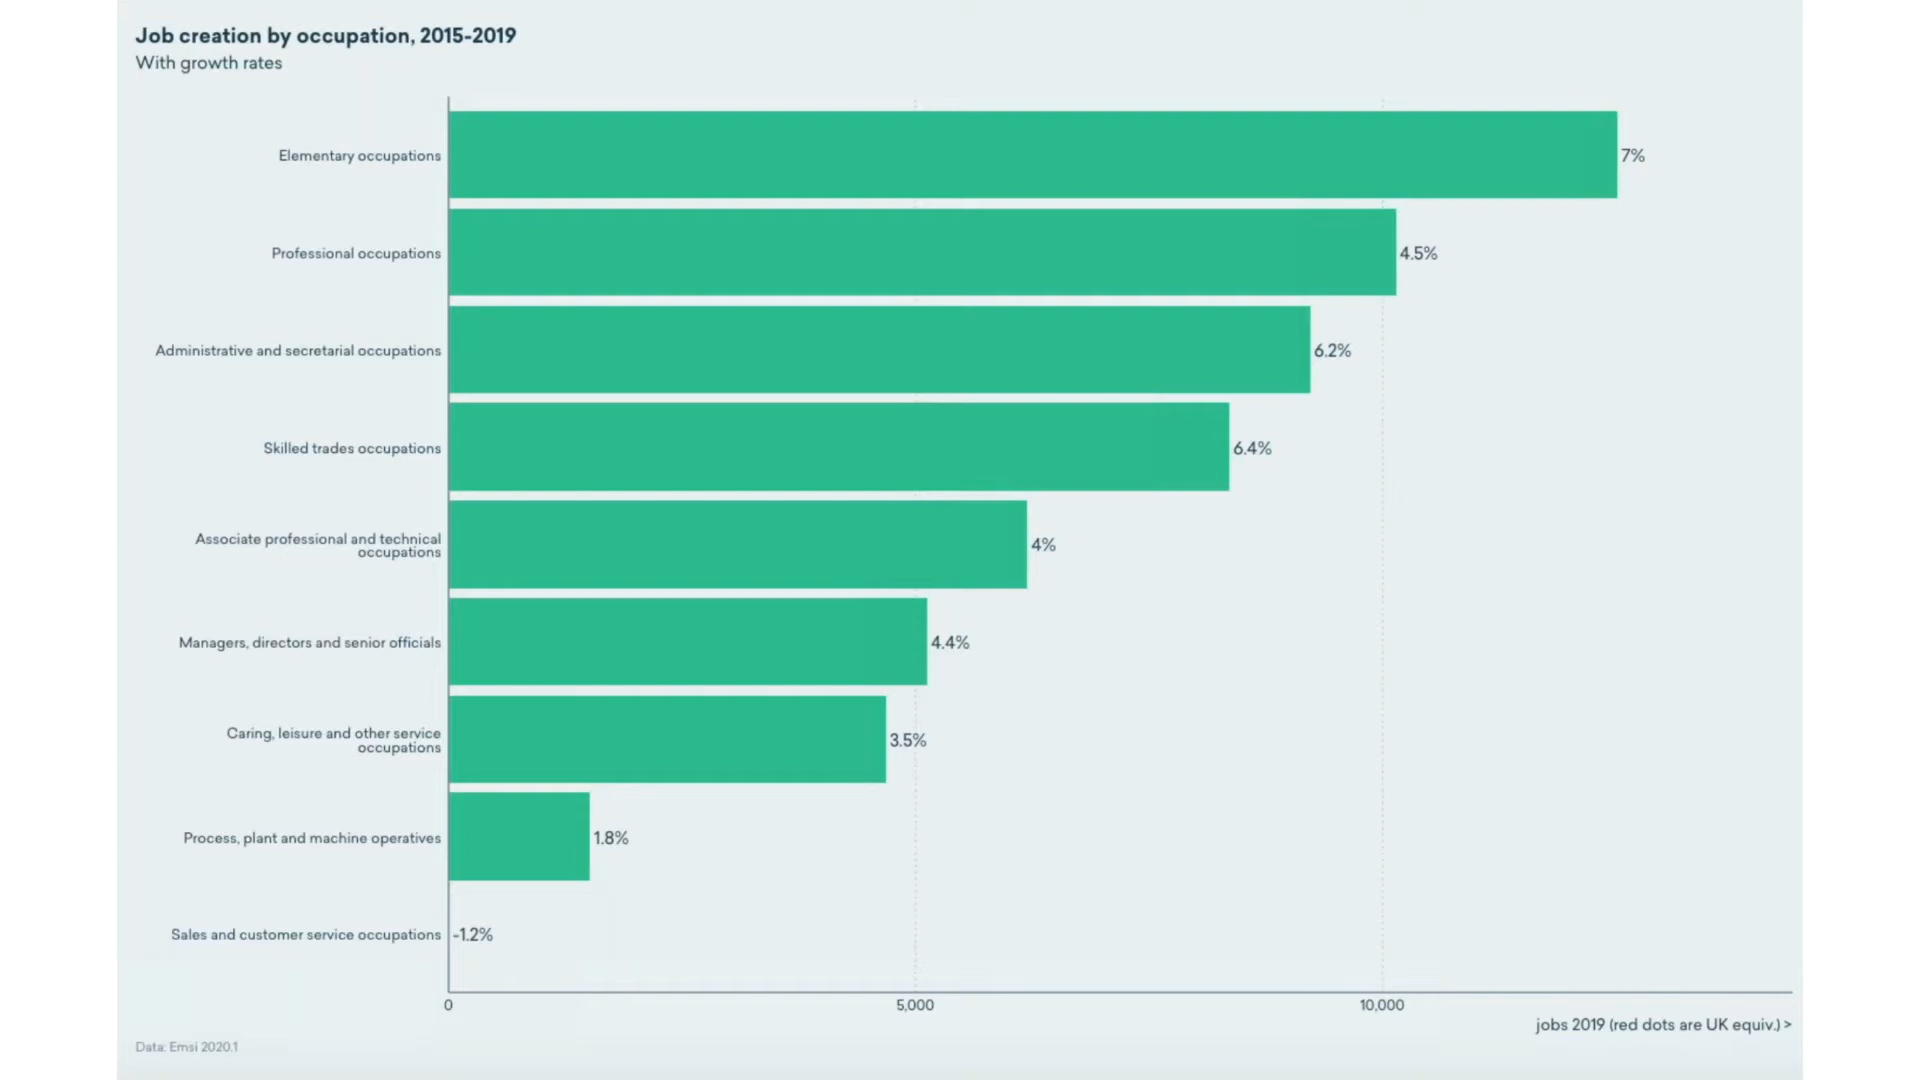 Job creation by occupation, 2015-2019
With growth rates
Elementary occupations
7%
Professional occupations
4.5%
Administrative and secretarial occupations
6.2%
Skilled trades occupations
6.4%
Associate professional and technical
occupations
4%
Managers, directors and senior officials
4.4%
Caring, leisure and other service
occupations
3.5%
Process, plant and machine operatives
1.8%
Sales and customer service occupations
-1.2%
0
5,000
10,000
jobs 2019 (red dots are UK equiv.) >
Data: Emsi 2020.1